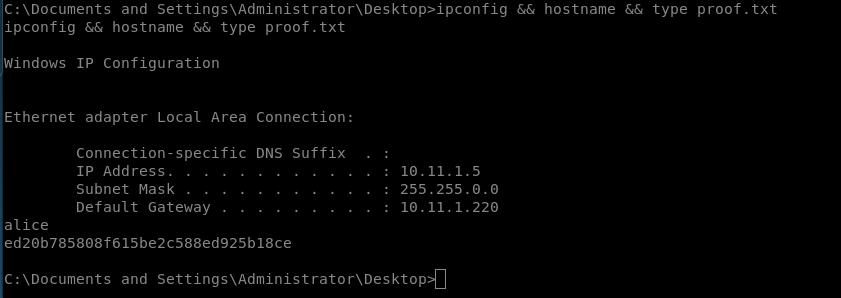 C:\Documents and Settings\Administrator\Desktop>ipconfig && hostname && type proof.txt
ipconfig && hostname && type proof.txt
Windows IP Configuration
Ethernet adapter Local Area Connection:
Connection-specific DNS Suffix  . :
IP Address. . . . . . . . . . . . : 10.11.1.5
Subnet Mask . . . . . . . . . . . : 255.255.0.0
Default Gateway . . . . . . . . . : 10.11.1.220
alice
ed20b785808f615be2c588ed925b18ce
C:\Documents and Settings\Administrator\Desktop>